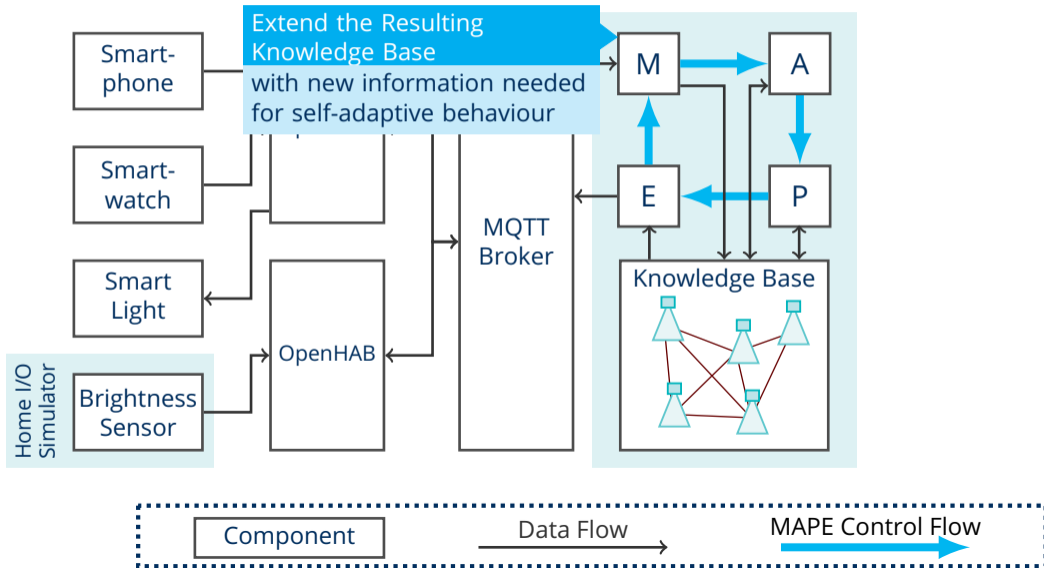 Extend the Resulting
Knowledge Base
with new information needed
for self-adaptive behaviour
Smart-
phone
Smart-
watch
Smart
Light
Home I/O
Simulator
Brightness
Sensor
OpenHAB
MQTT
Broker
M
A
E
P
Knowledge Base
Component
Data Flow
MAPE Control Flow